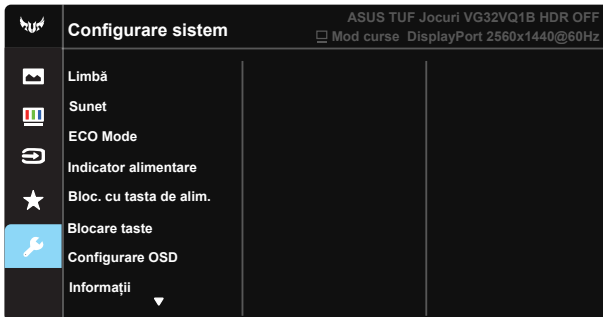 Configurare sistem
ASUS TUF Jocuri VG32VQ1B HDR OFF
Mod curse DisplayPort 2560x1440@60Hz
Limbă
Sunet
ECO Mode
Indicator alimentare
Bloc. cu tasta de alim.
Blocare taste
Configurare OSD
Informații